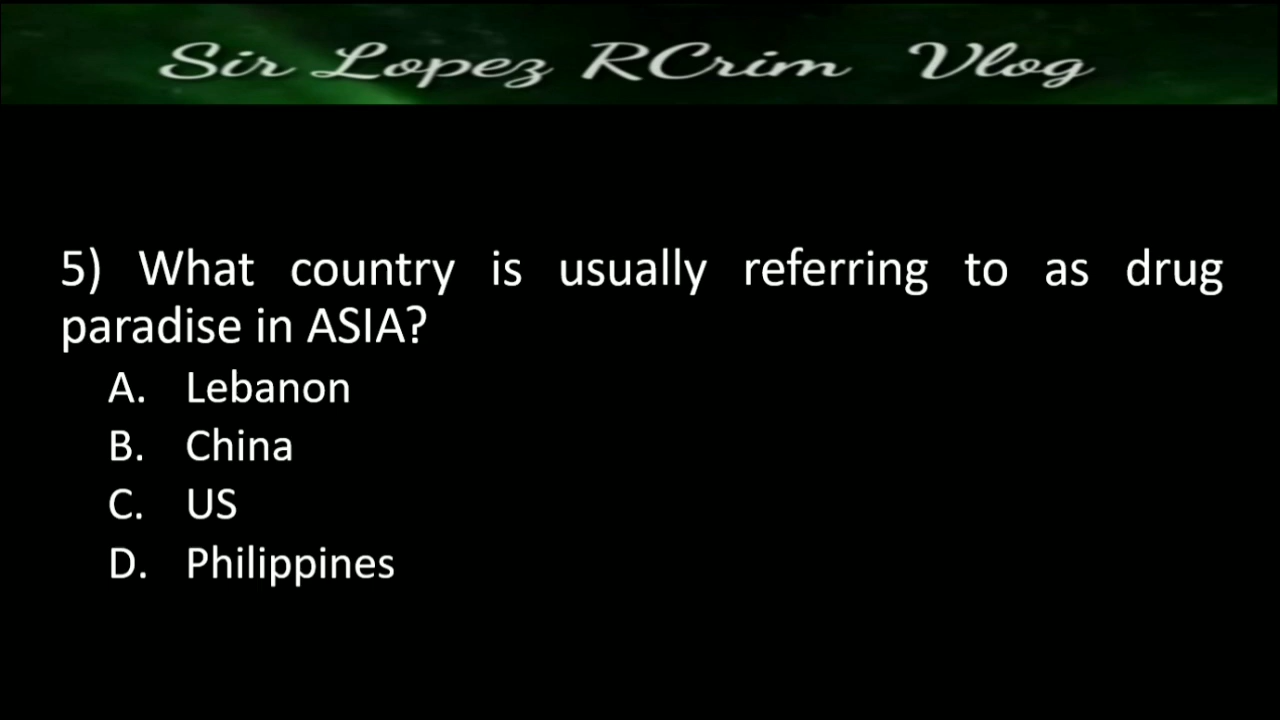 Sir Lopez RCrim Vlog
5) What country is usually referring to as drug
paradise in ASIA?
A. Lebanon
B. China
C. US
D. Philippines